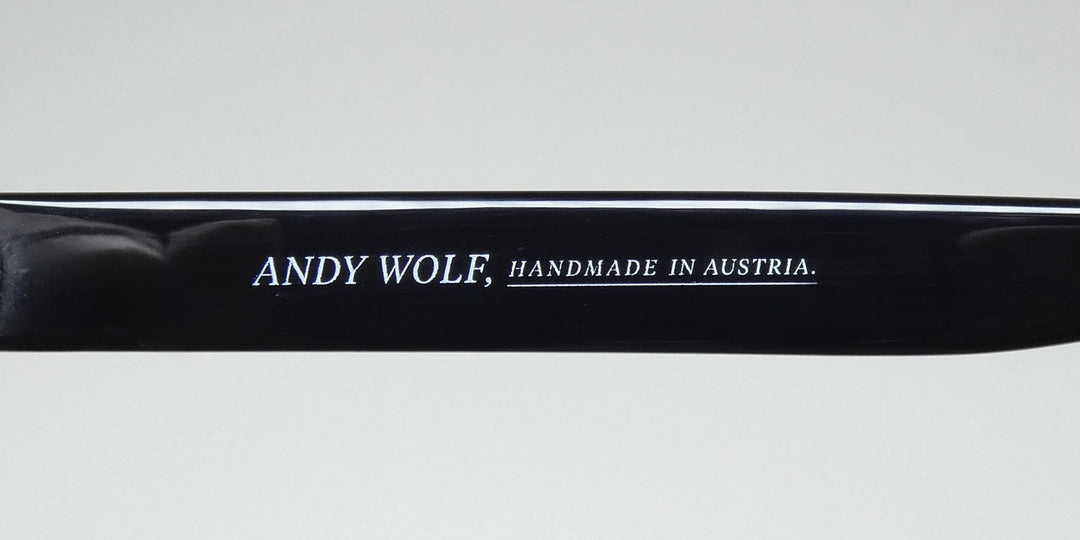 ANDY WOLF, HANDMADE IN AUSTRIA.